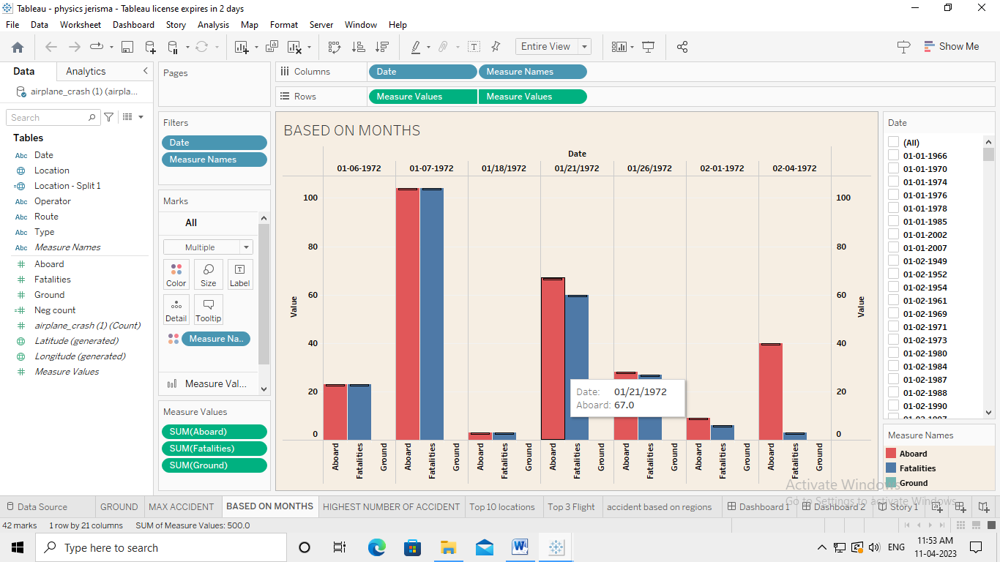 Tableau - physics jerisma - Tableau license expires in 2 days
File Data Worksheet Dashboard Story Analysis Map Format Server Window Help
Entire View
Show Me
Data Analytics
airplane_crash (1) (airpla...
Search
Tables
Abc Date
Location
Location - Split 1
Abc Operator
Abc Route
Abc Type
Abc Measure Names
Aboard
Fatalities
Ground
Neg count
airplane_crash (1) (Count)
Latitude (generated)
Longitude (generated)
Measure Values
Pages
Filters
Date
Measure Names
Marks
All
Multiple
Color Size Label
Detail Tooltip
Measure Na..
Measure Val...
Measure Values
SUM(Aboard)
SUM(Fatalities)
SUM(Ground)
Columns Date Measure Names
Rows Measure Values Measure Values
BASED ON MONTHS
Date
01-06-1972 01-07-1972 01/18/1972 01/21/1972 01/26/1972 02-01-1972 02-04-1972
100 100
80 80
60 60
Value Value
40 40
20 20
0 0
Date: 01/21/1972
Aboard: 67.0
Aboard Fatalities Ground Aboard Fatalities Ground Aboard Fatalities Ground Aboard Fatalities Ground Aboard Fatalities Ground Aboard Fatalities Ground Aboard Fatalities Ground
Date
(All)
01-01-1966
01-01-1970
01-01-1974
01-01-1976
01-01-1978
01-01-1985
01-01-2002
01-01-2007
01-02-1949
01-02-1952
01-02-1954
01-02-1961
01-02-1969
01-02-1971
01-02-1973
01-02-1980
01-02-1984
01-02-1987
01-02-1988
01-02-1990
Measure Names
Aboard
Fatalities
Ground
Activate Windows
Go to Settings to activate Windows.
Data Source GROUND MAX ACCIDENT BASED ON MONTHS HIGHEST NUMBER OF ACCIDENT Top 10 locations Top 3 Flight accident based on regions Dashboard 1 Dashboard 2 Story 1
42 marks 1 row by 21 columns SUM of Measure Values: 500.0
Type here to search
ENG
11:53 AM
11-04-2023